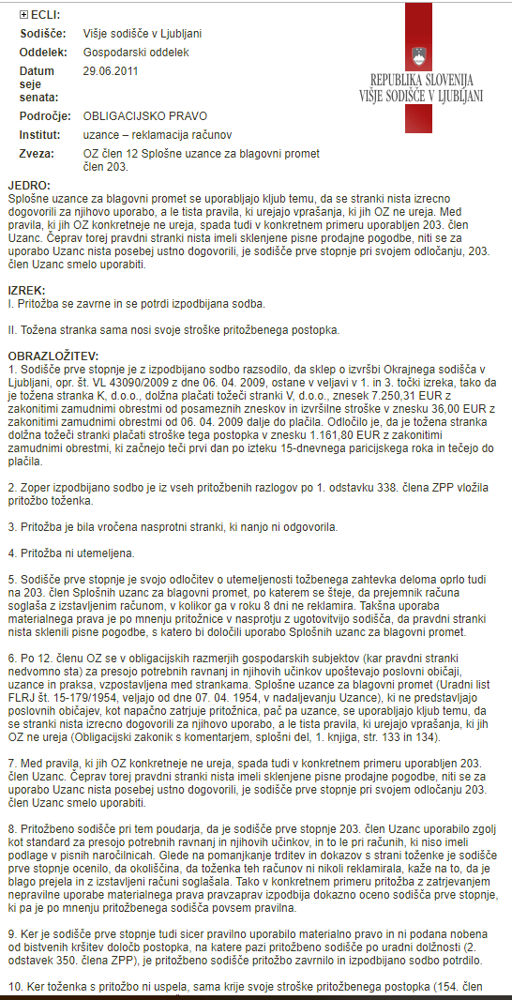 ECLI:
Sodišče: Višje sodišče v Ljubljani
Oddelek: Gospodarski oddelek
Datum seje senata: 29.06.2011
Področje: OBLIGACIJSKO PRAVO
Institut: uzance – reklamacija računov
Zveza: OZ člen 12 Splošne uzance za blagovni promet
člen 203.
REPUBLIKA SLOVENIJA
VIŠJE SODIŠČE V LJUBLJANI
JEDRO:
Splošne uzance za blagovni promet se uporabljajo kljub temu, da se stranki nista izrecno
dogovorili za njihovo uporabo, a le tista pravila, ki urejajo vprašanja, ki jih OZ ne ureja. Med
pravila, ki jih OZ konkretneje ne ureja, spada tudi v konkretnem primeru uporabljen 203. člen
Uzanc. Čeprav torej pravdni stranki nista imeli sklenjene pisne prodajne pogodbe, niti se za
uporabo Uzanc nista posebej ustno dogovorili, je sodišče prve stopnje pri svojem odločanju, 203.
člen Uzanc smelo uporabiti.
IZREK:
I. Pritožba se zavrne in se potrdi izpodbijana sodba.
II. Tožena stranka sama nosi svoje stroške pritožbenega postopka.
OBRAZLOŽITEV:
1. Sodišče prve stopnje je z izpodbijano sodbo razsodilo, da sklep o izvršbi Okrajnega sodišča v
Ljubljani, opr. št. VL 43090/2009 z dne 06. 04. 2009, ostane v veljavi v 1. in 3. točki izreka, tako da
je tožena stranka K, d.o.o., dolžna plačati tožeči stranki V, d.o.o., znesek 7.250,31 EUR z
zakonitimi zamudnimi obrestmi od posameznih zneskov in izvršilne stroške v znesku 36,00 EUR z
zakonitimi zamudnimi obrestmi od 06. 04. 2009 dalje do plačila. Odločilo je, da je tožena stranka
dolžna tožeči stranki plačati stroške tega postopka v znesku 1.161,80 EUR z zakonitimi
zamudnimi obrestmi, ki začnejo teči prvi dan po izteku 15-dnevnega paricijskega roka in tečejo do
plačila.
2. Zoper izpodbijano sodbo je iz vseh pritožbenih razlogov po 1. odstavku 338. člena ZPP vložila
pritožbo toženka.
3. Pritožba je bila vročena nasprotni stranki, ki nanjo ni odgovorila.
4. Pritožba ni utemeljena.
5. Sodišče prve stopnje je svojo odločitev o utemeljenosti tožbenega zahtevka deloma oprlo tudi
na 203. člen Splošnih uzanc za blagovni promet, po katerem se šteje, da prejemnik računa
soglaša z izstavljenim računom, v kolikor ga v roku 8 dni ne reklamira. Takšna uporaba
materialnega prava je po mnenju pritožnice v nasprotju z ugotovitvijo sodišča, da pravdni stranki
nista sklenili pisne pogodbe, s katero bi določili uporabo Splošnih uzanc za blagovni promet.
6. Po 12. členu OZ se v obligacijskih razmerjih gospodarskih subjektov (kar pravdni stranki
nedvomno sta) za presojo potrebnih ravnanj in njihovih učinkov upoštevajo poslovni običaji,
uzance in praksa, vzpostavljena med strankama. Splošne uzance za blagovni promet (Uradni list
FLRJ št. 15-179/1954, veljajo od dne 07. 04. 1954, v nadaljevanju Uzance), ki ne predstavljajo
poslovnih običajev, kot napačno zatrjuje pritožnica, pač pa uzance, se uporabljajo kljub temu, da
se stranki nista izrecno dogovorili za njihovo uporabo, a le tista pravila, ki urejajo vprašanja, ki jih
OZ ne ureja (Obligacijski zakonik s komentarjem, splošni del, 1. knjiga, str. 133 in 134).
7. Med pravila, ki jih OZ konkretneje ne ureja, spada tudi v konkretnem primeru uporabljen 203.
člen Uzanc. Čeprav torej pravdni stranki nista imeli sklenjene pisne prodajne pogodbe, niti se za
uporabo Uzanc nista posebej ustno dogovorili, je sodišče prve stopnje pri svojem odločanju 203.
člen Uzanc smelo uporabiti.
8. Pritožbeno sodišče pri tem poudarja, da je sodišče prve stopnje 203. člen Uzanc uporabilo zgolj
kot standard za presojo potrebnih ravnanj in njihovih učinkov, in to le pri računih, ki niso imeli
podlage v pisnih naročilnicah. Glede na pomanjkanje trditev in dokazov s strani toženke je sodišče
prve stopnje ocenilo, da okoliščina, da toženka teh računov ni nikoli reklamirala, kaže na to, da je
blago prejela in z izstavljeni računi soglašala. Tako v konkretnem primeru pritožba z zatrjevanjem
nepravilne uporabe materialnega prava pravzaprav izpodbija dokazno oceno sodišča prve stopnje,
ki pa je po mnenju pritožbenega sodišča povsem pravilna.
9. Ker je sodišče prve stopnje tudi sicer pravilno uporabilo materialno pravo in ni podana nobena
od bistvenih kršitev določb postopka, na katere pazi pritožbeno sodišče po uradni dolžnosti (2.
odstavek 350. člena ZPP), je pritožbeno sodišče pritožbo zavrnilo in izpodbijano sodbo potrdilo.
10. Ker toženka s pritožbo ni uspela, sama krije svoje stroške pritožbenega postopka (154. člen